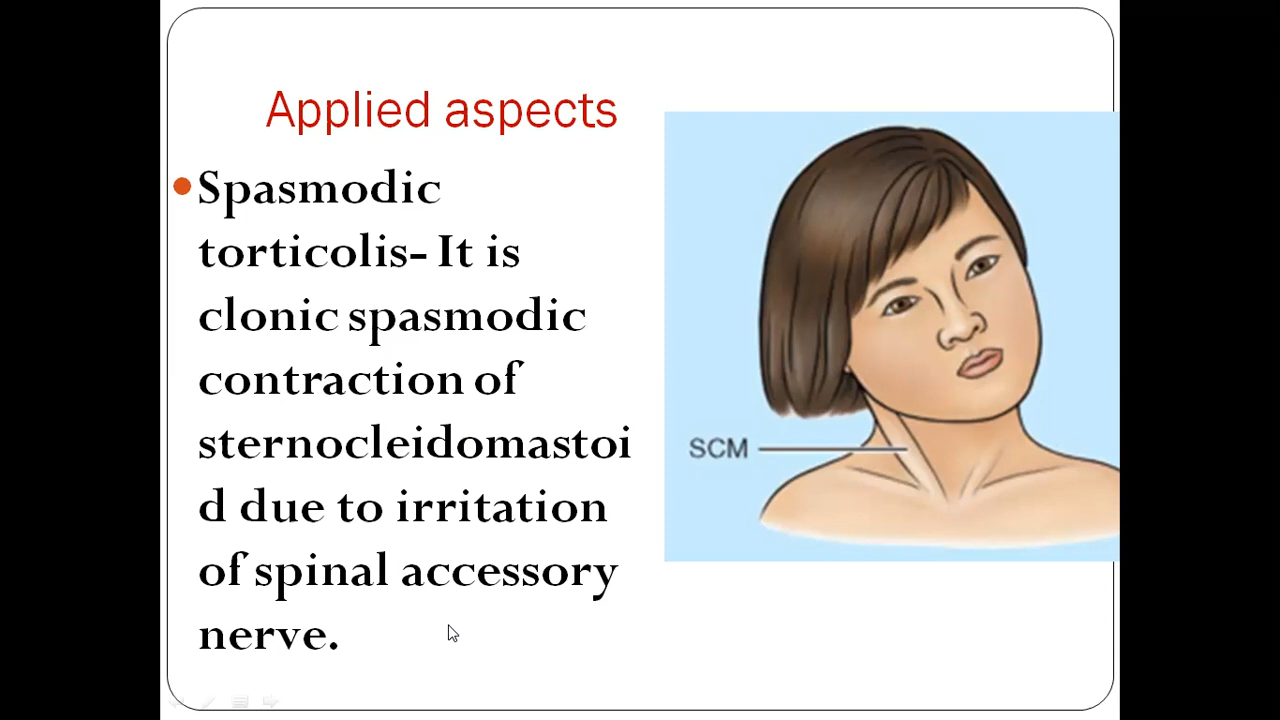 Applied aspects
Spasmodic
torticolis- It is
clonic spasmodic
contraction of
sternocleidomastoi
d due to irritation
of spinal accessory
nerve.
SCM